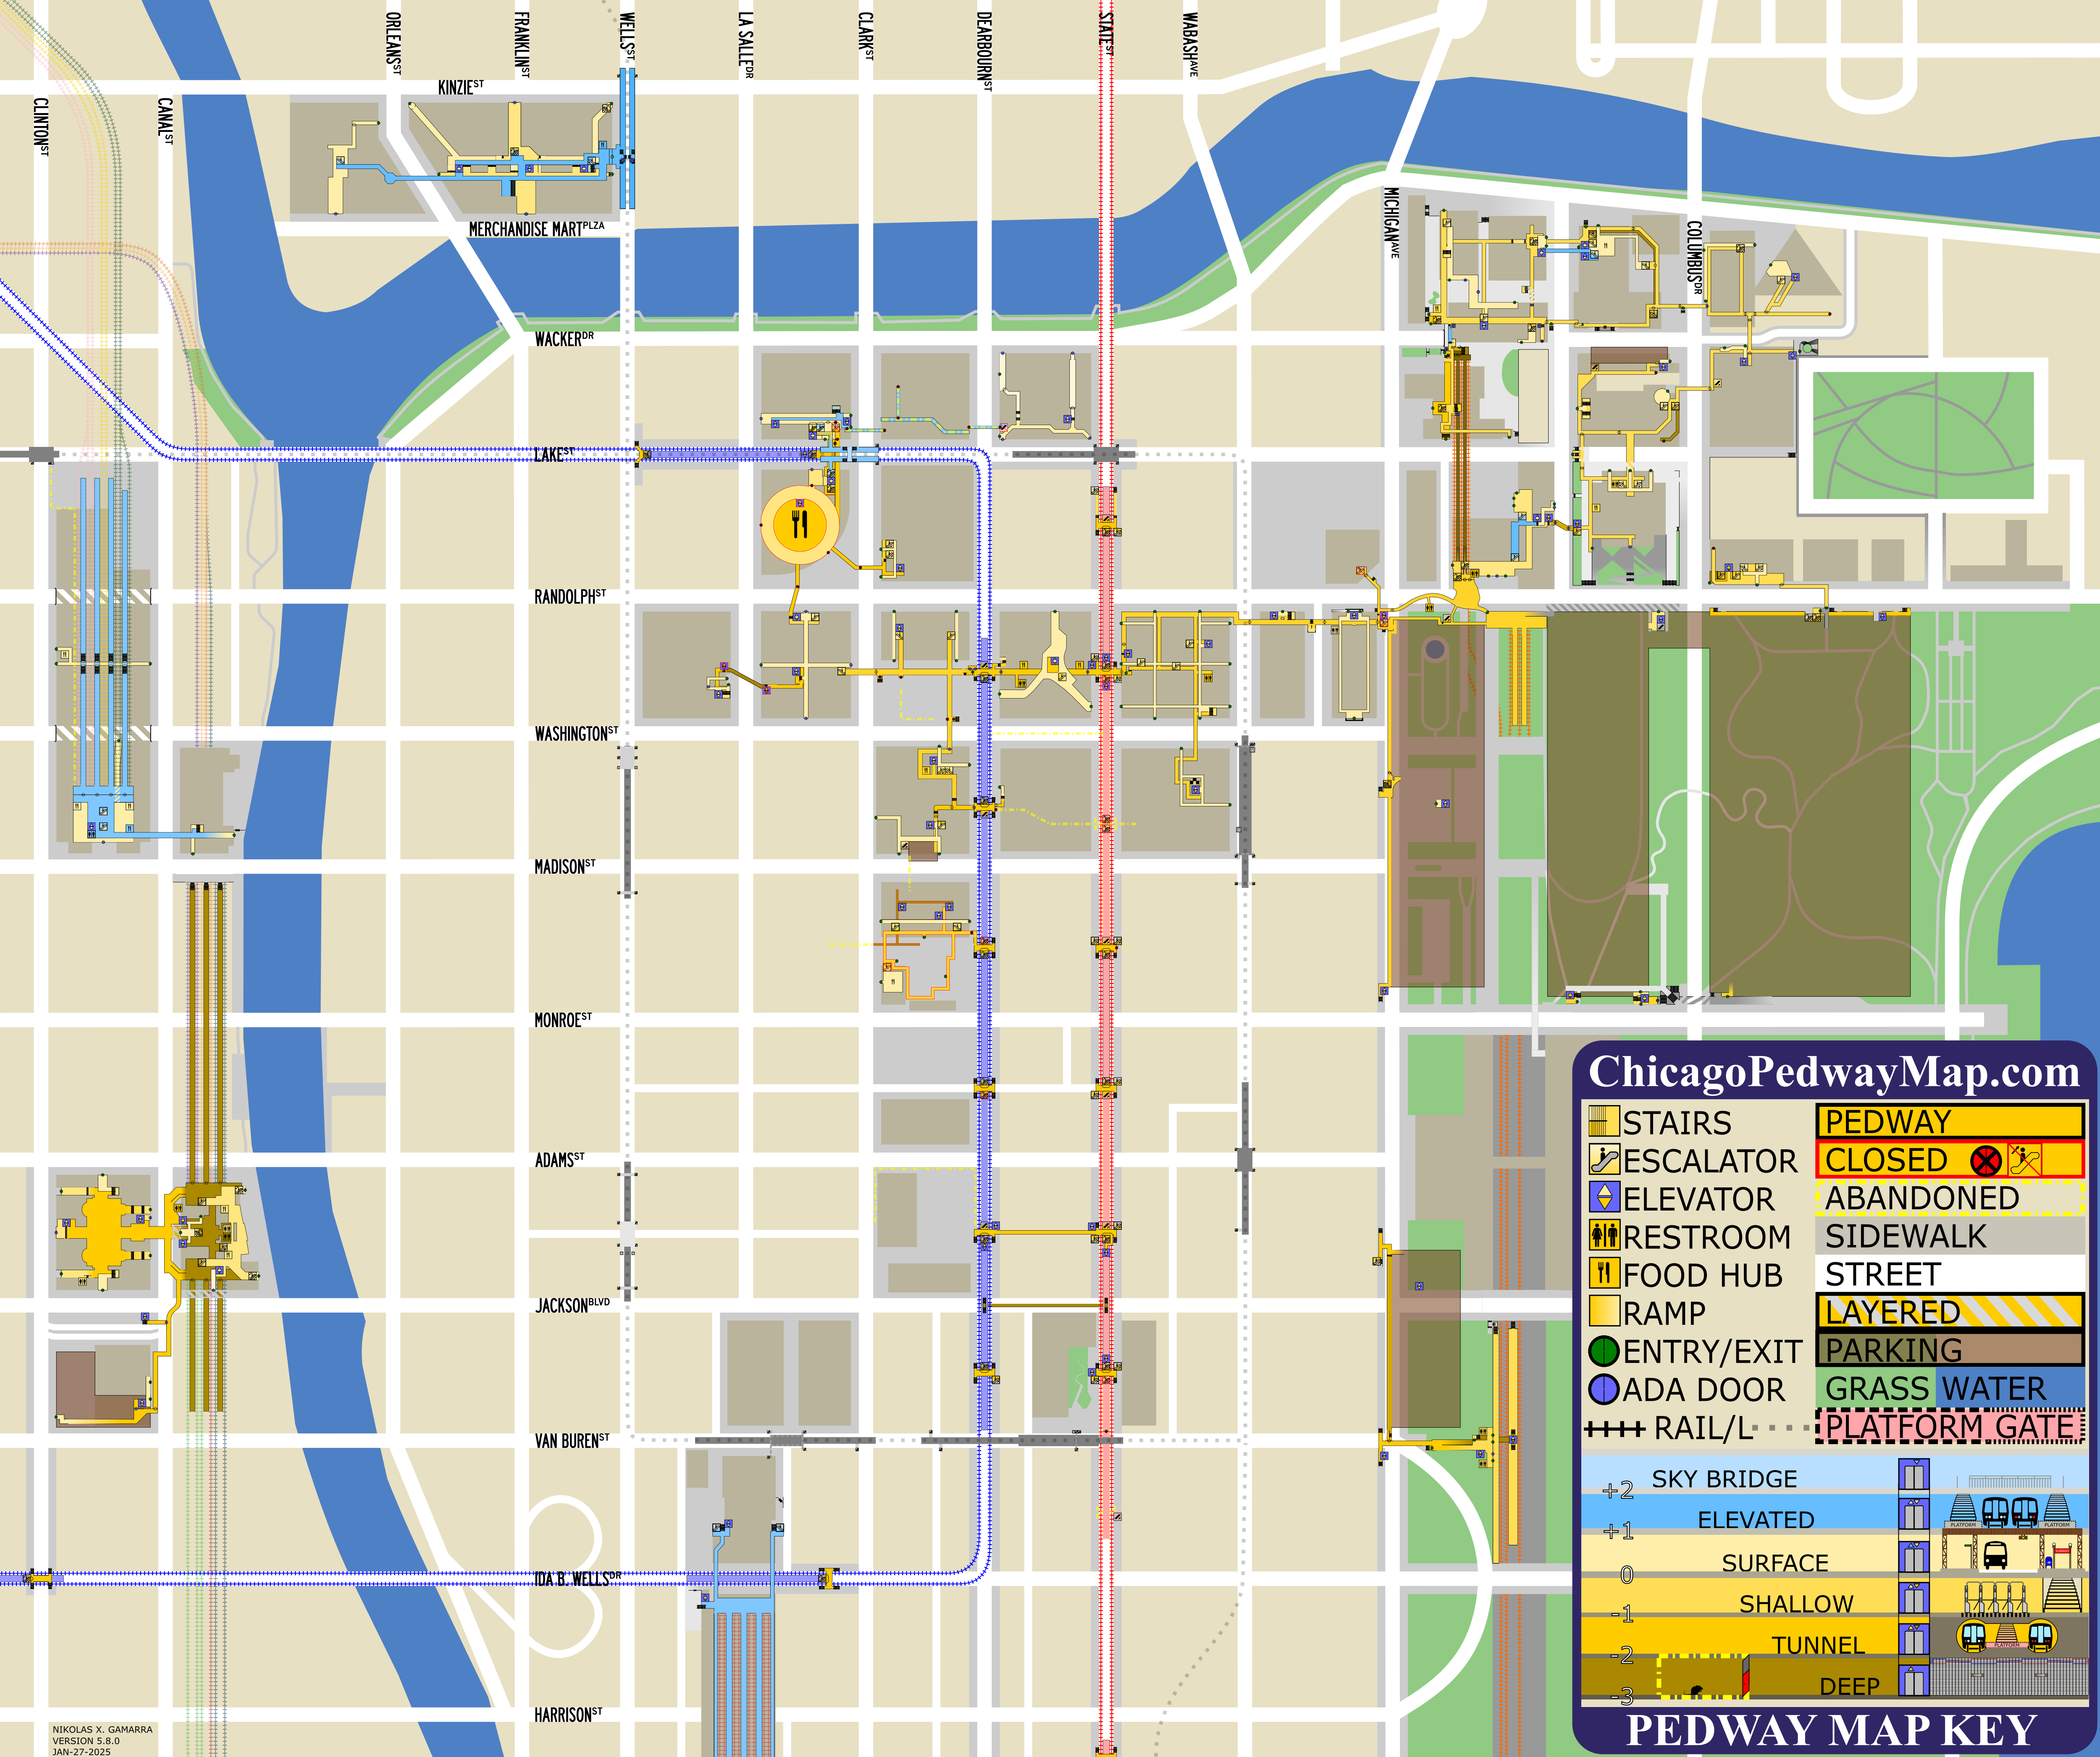 ORLEANS ST
FRANKLIN ST
WELLS ST
LA SALLE DR
CLARK ST
DEARBOURN ST
STATE ST
WABASH AVE
CLINTON ST
CANAL ST
KINZIE ST
MERCHANDISE MART PLZA
MICHIGAN AVE
COLUMBUS DR
WACKER DR
LAKE ST
RANDOLPH ST
WASHINGTON ST
MADISON ST
MONROE ST
ADAMS ST
JACKSON BLVD
VAN BUREN ST
IDA B. WELLS DR
HARRISON ST
ChicagoPedwayMap.com
STAIRS
PEDWAY
ESCALATOR
CLOSED
ELEVATOR
ABANDONED
RESTROOM
SIDEWALK
FOOD HUB
STREET
RAMP
LAYERED
ENTRY/EXIT
PARKING
ADA DOOR
GRASS WATER
RAIL/L
PLATFORM GATE
SKY BRIDGE
+2
ELEVATED
PLATFORM PLATFORM
+1
SURFACE
0
SHALLOW
-1
TUNNEL
PLATFORM
-2
DEEP
-3
PEDWAY MAP KEY
NIKOLAS X. GAMARRA
VERSION 5.8.0
JAN-27-2025